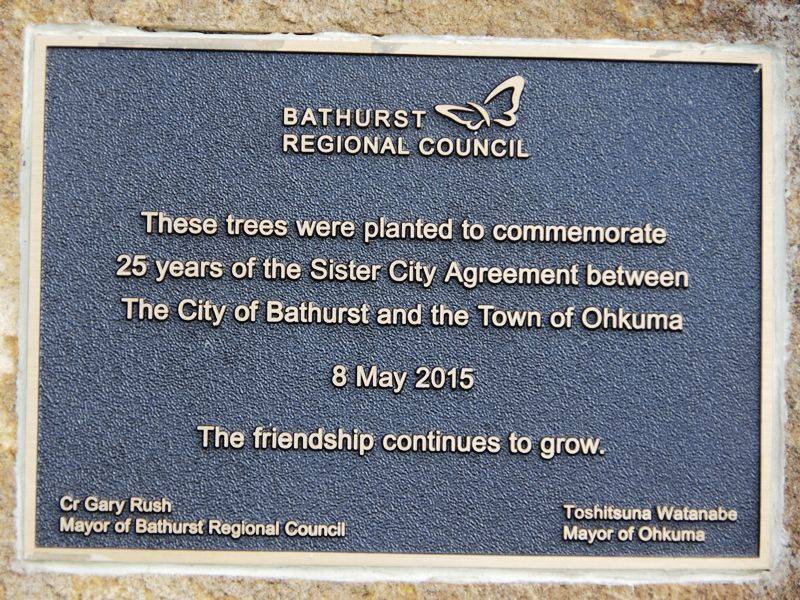 BATHURST
REGIONAL COUNCIL
These trees were planted to commemorate
25 years of the Sister City Agreement between
The City of Bathurst and the Town of Ohkuma
8 May 2015
The friendship continues to grow.
Cr Gary Rush
Mayor of Bathurst Regional Council
Toshitsuna Watanabe
Mayor of Ohkuma